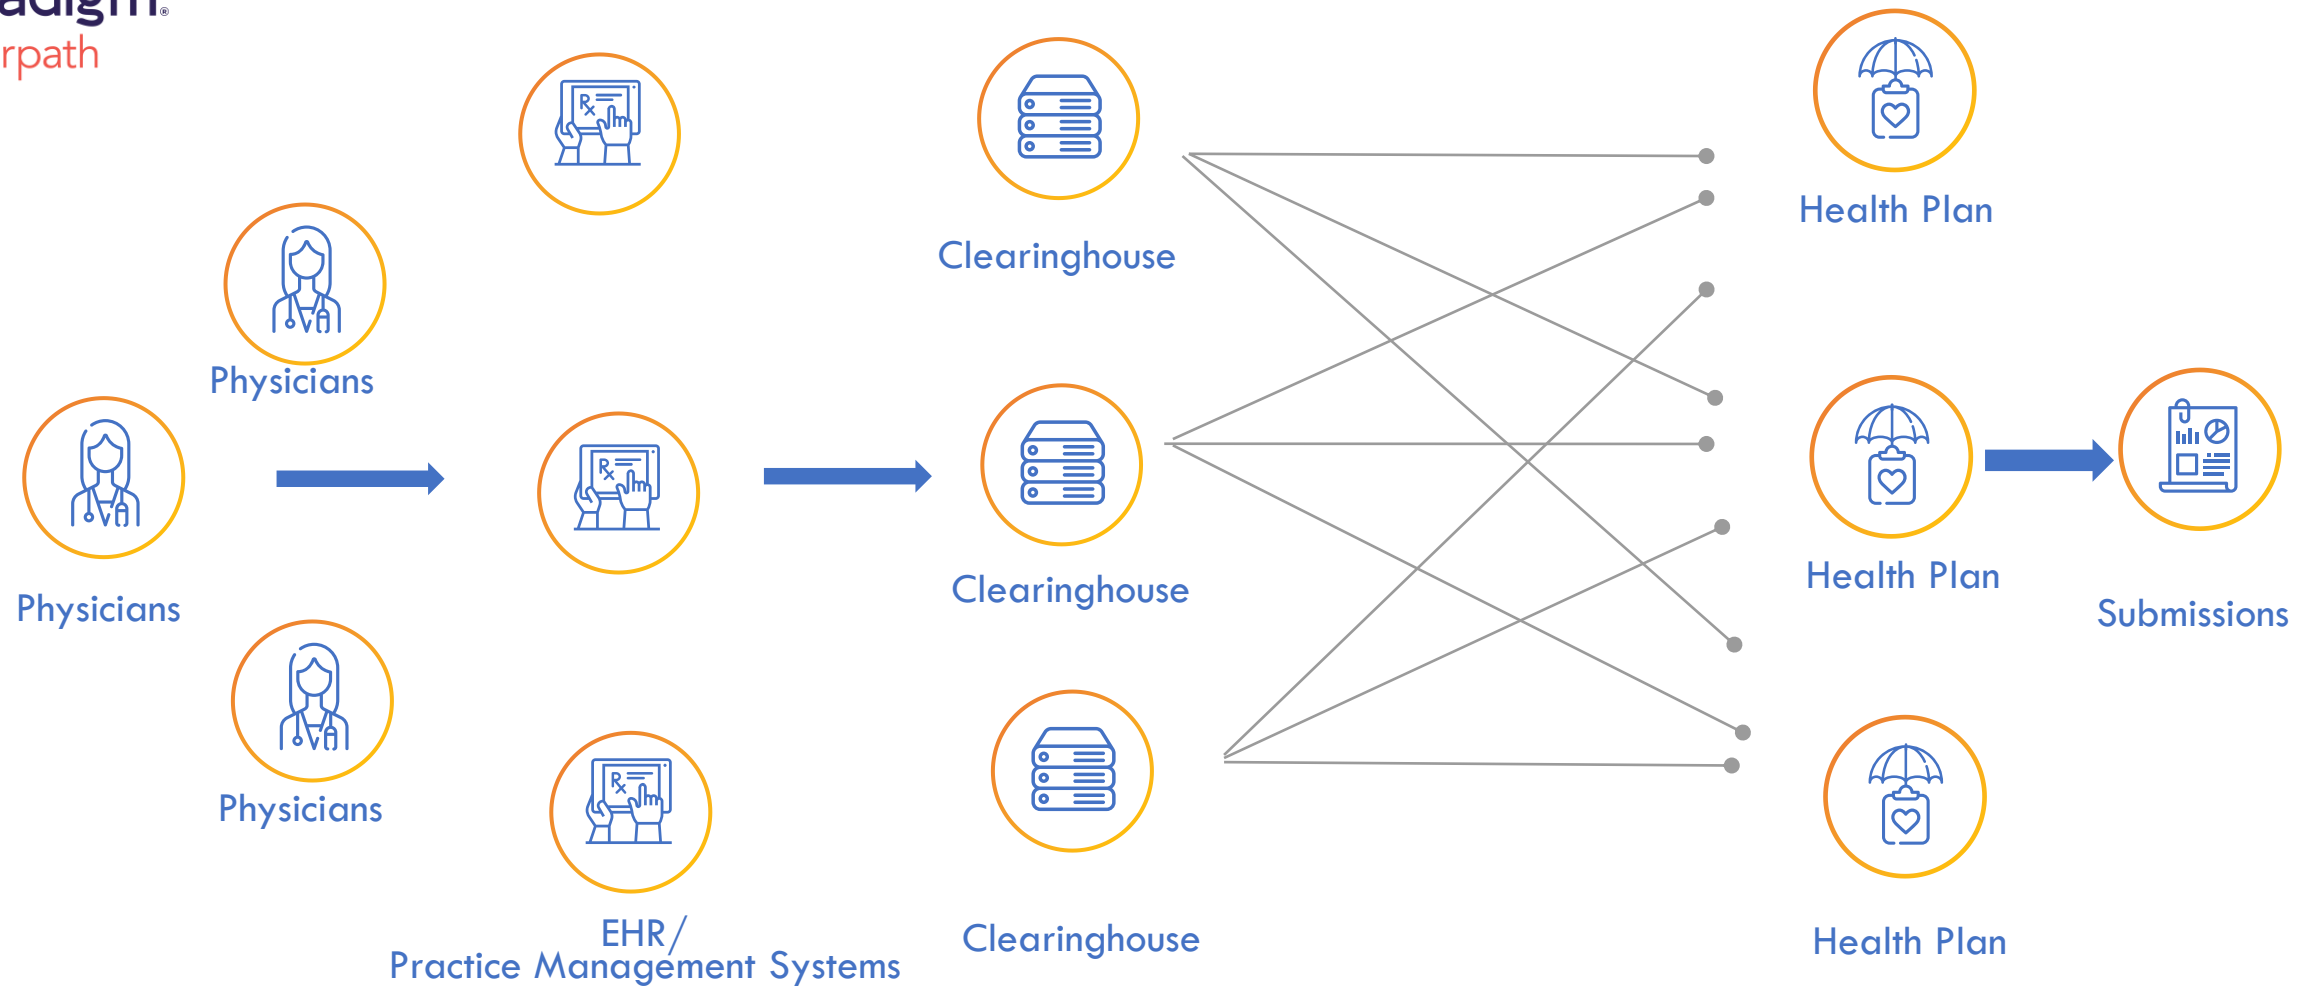 rpath
Health Plan
Clearinghouse
Physicians
Health Plan
Clearinghouse
Physicians
Submissions
Physicians
EHR/
Practice Management Systems
Clearinghouse
Health Plan